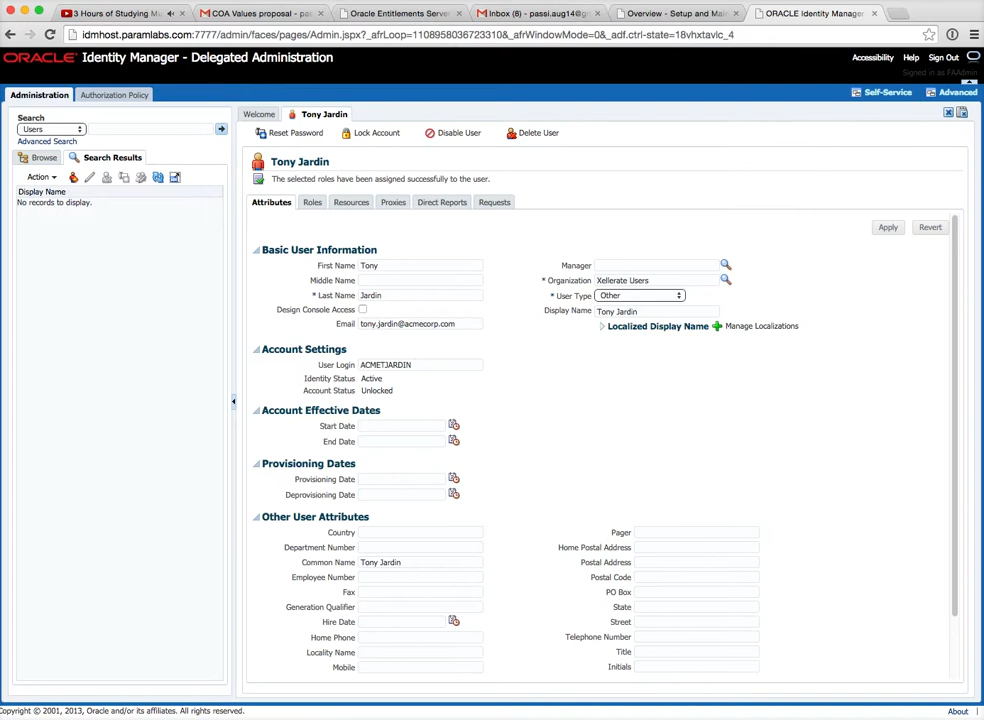 3 Hours of Studying Mu
COA Values proposal - pa
Oracle Entitlements Serve
Inbox (6) - passi.aug14@g
Overview - Setup and Ma
ORACLE Identity Manager
idmhost.paramlabs.com:7777/admin/faces/pages/Admin.jspx?_afrLoop=1108958036723310&_afrWindowMode=0&_adf.ctrl-state=18vhxtavlc_4
ORACLE Identity Manager - Delegated Administration
Accessibility Help Sign Out
Signed in as FAAdmin
Administration Authorization Policy
Self-Service Advanced
Search
Users
Advanced Search
Browse Search Results
Action
Display Name
No records to display.
Welcome Tony Jardin
Reset Password Lock Account Disable User Delete User
Tony Jardin
The selected roles have been assigned successfully to the user.
Attributes Roles Resources Proxies Direct Reports Requests
Apply Revert
Basic User Information
First Name Tony
Middle Name
* Last Name Jardin
Design Console Access
Email tony.jardin@acmecorp.com
Manager
* Organization Xellerate Users
* User Type Other
Display Name Tony Jardin
Localized Display Name Manage Localizations
Account Settings
User Login ACMETJARDIN
Identity Status Active
Account Status Unlocked
Account Effective Dates
Start Date
End Date
Provisioning Dates
Provisioning Date
Deprovisioning Date
Other User Attributes
Country
Department Number
Common Name Tony Jardin
Employee Number
Fax
Generation Qualifier
Hire Date
Home Phone
Locality Name
Mobile
Pager
Home Postal Address
Postal Address
Postal Code
PO Box
State
Street
Telephone Number
Title
Initials
Copyright © 2001, 2013, Oracle and/or its affiliates. All rights reserved.
About